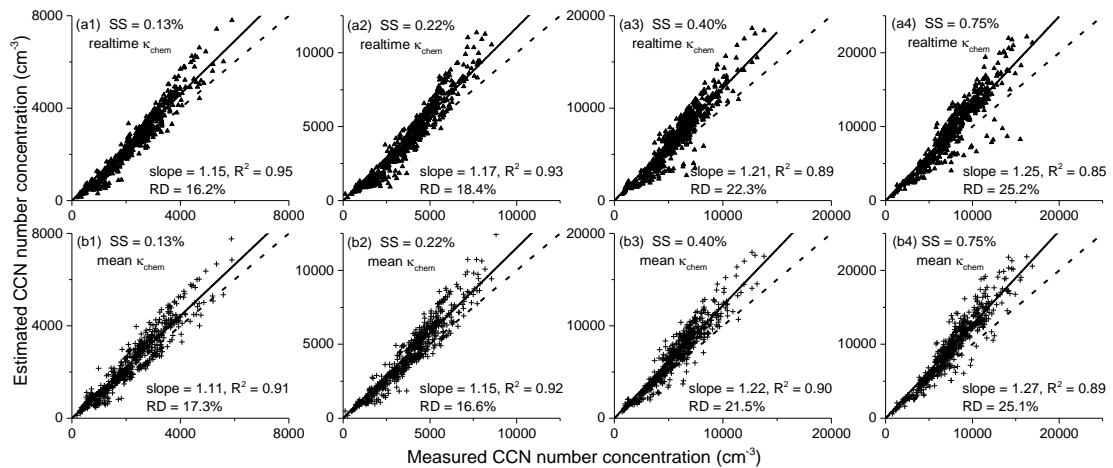 Estimated CCN number concentration (cm⁻³)
8000
4000
0
(a1) SS = 0.13%
realtime κchem
slope = 1.15, R² = 0.95
RD = 16.2%
0 4000 8000
10000
5000
0
(a2) SS = 0.22%
realtime κchem
slope = 1.17, R² = 0.93
RD = 18.4%
0 5000 10000
20000
10000
0
(a3) SS = 0.40%
realtime κchem
slope = 1.21, R² = 0.89
RD = 22.3%
0 10000 20000
20000
10000
0
(a4) SS = 0.75%
realtime κchem
slope = 1.25, R² = 0.85
RD = 25.2%
0 10000 20000
8000
4000
0
(b1) SS = 0.13%
mean κchem
slope = 1.11, R² = 0.91
RD = 17.3%
0 4000 8000
10000
5000
0
(b2) SS = 0.22%
mean κchem
slope = 1.15, R² = 0.92
RD = 16.6%
0 5000 10000
20000
10000
0
(b3) SS = 0.40%
mean κchem
slope = 1.22, R² = 0.90
RD = 21.5%
0 10000 20000
20000
10000
0
(b4) SS = 0.75%
mean κchem
slope = 1.27, R² = 0.89
RD = 25.1%
0 10000 20000
Measured CCN number concentration (cm⁻³)